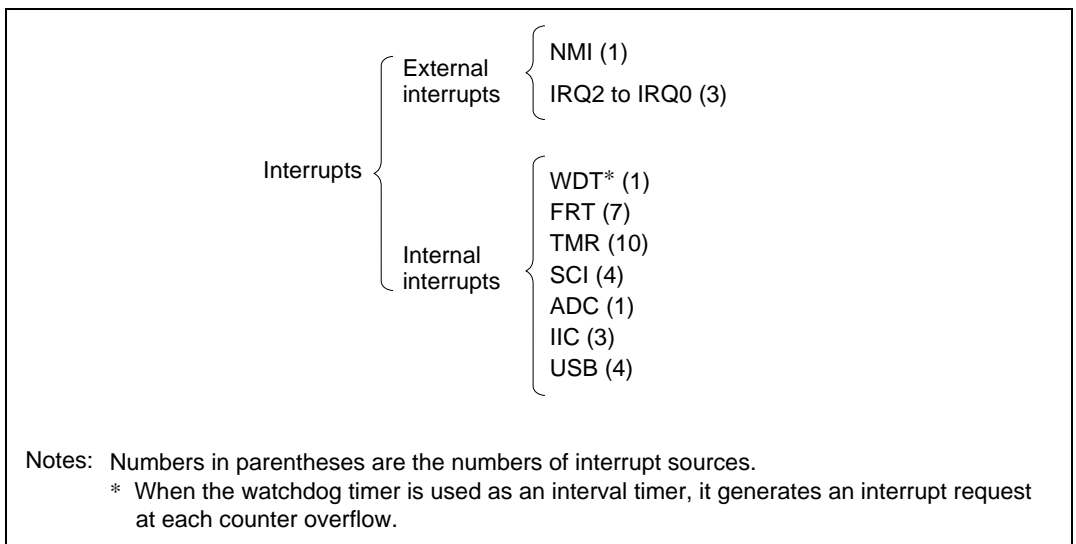 NMI (1)
External
interrupts
IRQ2 to IRQ0 (3)
Interrupts
WDT* (1)
FRT (7)
TMR (10)
Internal
interrupts
SCI (4)
ADC (1)
IIC (3)
USB (4)
Notes: Numbers in parentheses are the numbers of interrupt sources.
* When the watchdog timer is used as an interval timer, it generates an interrupt request
at each counter overflow.